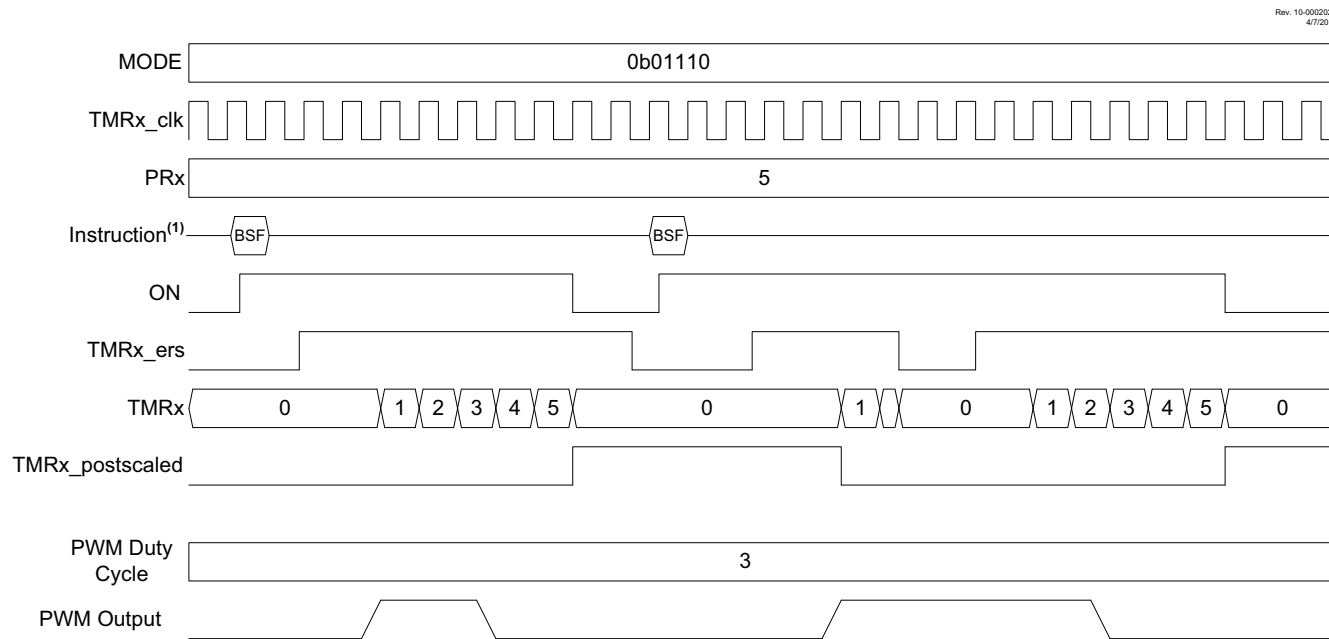 Rev. 10-00020
4/7/20
MODE 0b01110
TMRx_clk
PRx 5
Instruction(1) BSF BSF
ON
TMRx_ers
TMRx 0 1 2 3 4 5 0 1 0 1 2 3 4 5 0
TMRx_postscaled
PWM Duty
Cycle 3
PWM Output